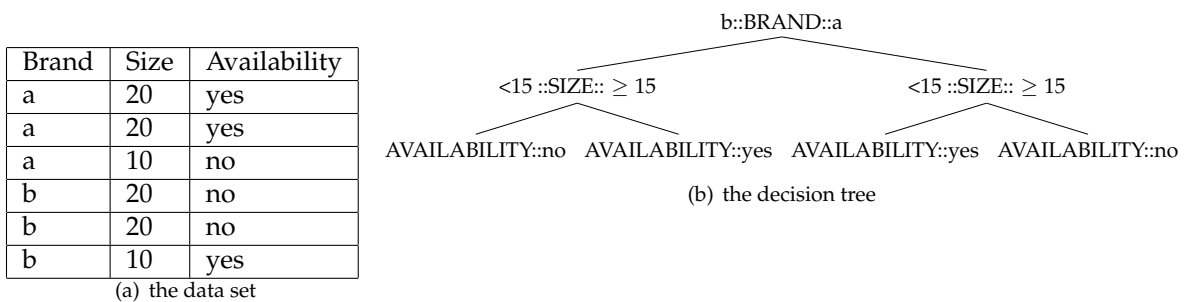 Brand Size Availability
a 20 yes
a 20 yes
a 10 no
b 20 no
b 20 no
b 10 yes
(a) the data set
b::BRAND::a
<15 ::SIZE:: ≥ 15 <15 ::SIZE:: ≥ 15
AVAILABILITY::no AVAILABILITY::yes AVAILABILITY::yes AVAILABILITY::no
(b) the decision tree